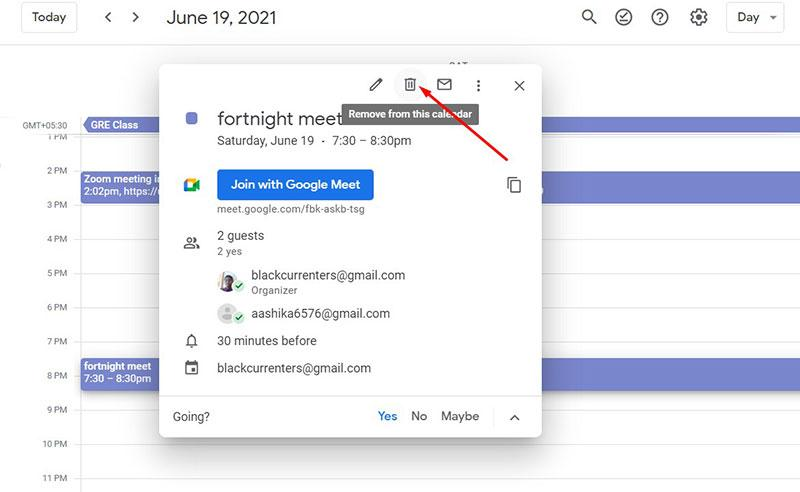 Today
June 19, 2021
Day
Remove from this calendar
GMT+05:30
GRE Class
fortnight meet
Saturday, June 19 · 7:30 – 8:30pm
1 PM
2 PM
Zoom meeting in
2:02pm, https://
3 PM
Join with Google Meet
meet.google.com/fbk-askb-tsg
4 PM
2 guests
2 yes
5 PM
blackcurrenters@gmail.com
Organizer
6 PM
aashika6576@gmail.com
7 PM
30 minutes before
fortnight meet
7:30 – 8:30pm
8 PM
blackcurrenters@gmail.com
9 PM
Going?
Yes No Maybe
10 PM
11 PM